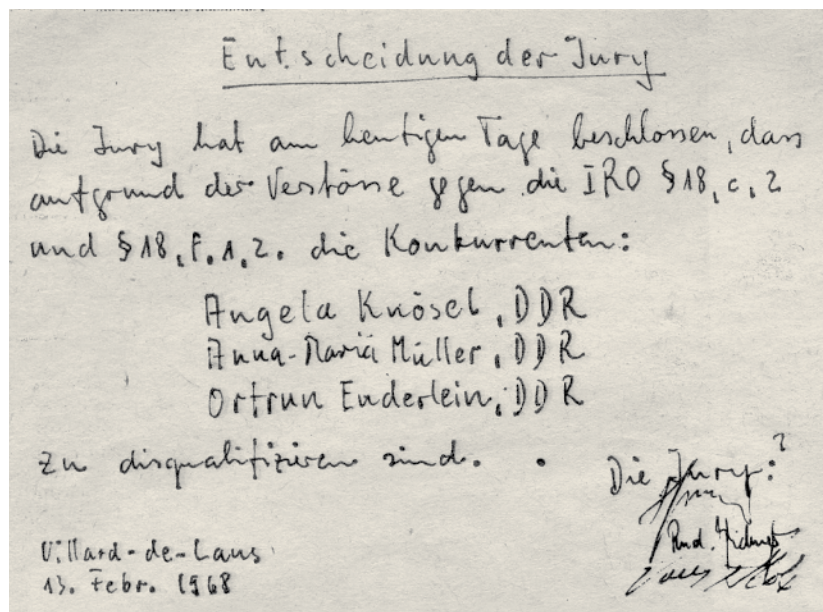 Entscheidung der Jury
Die Jury hat am heutigen Tage beschlossen, dass
aufgrund der Verstösse gegen die IRO §18, c, 2
und §18, f. 1, 2. die Konkurrenten:
Angela Knösel, DDR
Anna-Maria Müller, DDR
Ortrun Enderlein, DDR
zu disqualifizieren sind.
Die Jury:
Rud.
Villard-de-Lans
13. Febr. 1968